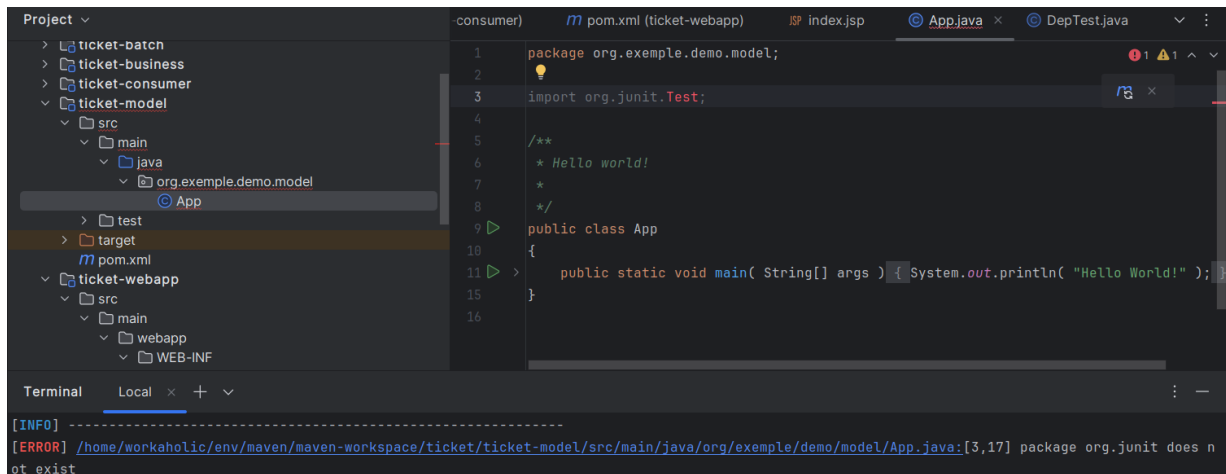 Project
-consumer)
m pom.xml (ticket-webapp)
JSP index.jsp
© App.java ×
© DepTest.java
ticket-batch
ticket-business
ticket-consumer
ticket-model
src
main
java
org.exemple.demo.model
© App
test
target
m pom.xml
ticket-webapp
src
main
webapp
WEB-INF
1 package org.exemple.demo.model;
1 1
2
3 import org.junit.Test;
4
5 /**
6 * Hello world!
7 *
8 */
9 public class App
10 {
11 public static void main( String[] args ) { System.out.println( "Hello World!" ); }
15 }
16
Terminal Local × +
[INFO] ------------------------------------------------------------
[ERROR] /home/workaholic/env/maven/maven-workspace/ticket/ticket-model/src/main/java/org/exemple/demo/model/App.java:[3,17] package org.junit does n
ot exist